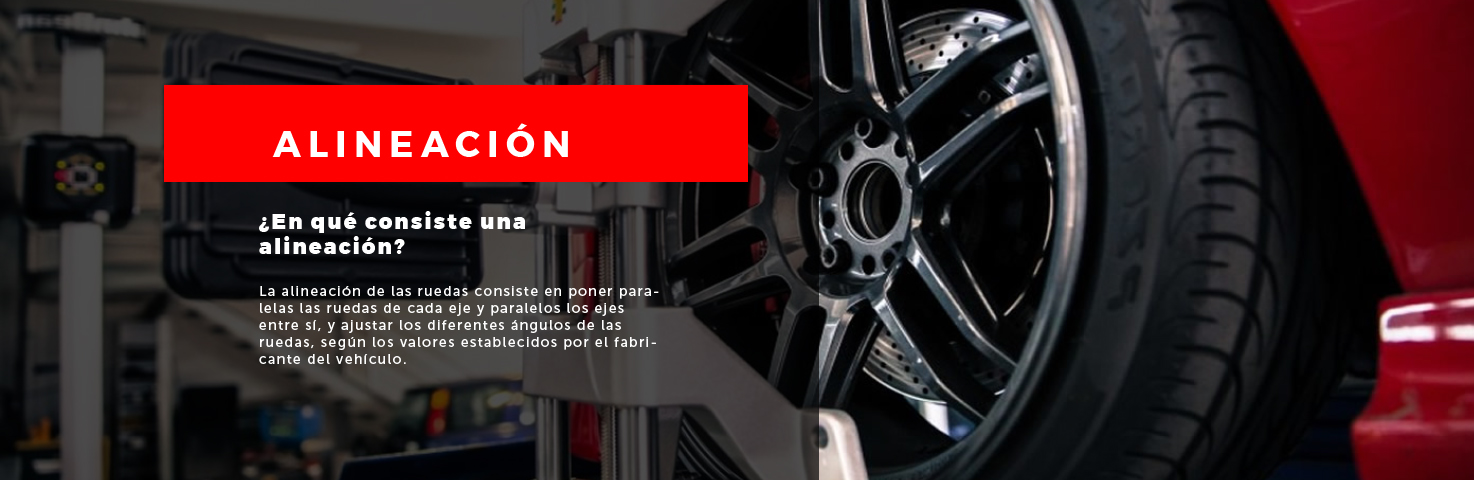 ALINEACIÓN
¿En qué consiste una
alineación?
La alineación de las ruedas consiste en poner para-
lelas las ruedas de cada eje y paralelos los ejes
entre sí, y ajustar los diferentes ángulos de las
ruedas, según los valores establecidos por el fabri-
cante del vehículo.